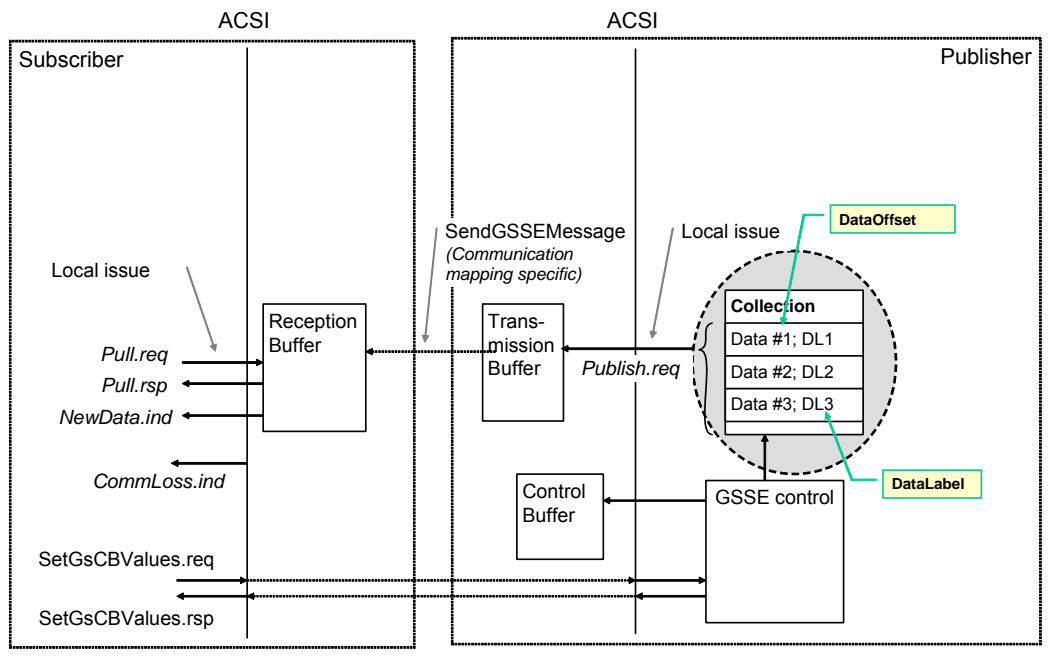 ACSI
ACSI
Subscriber
Publisher
DataOffset
SendGSSEMessage
(Communication
mapping specific)
Local issue
Local issue
Collection
Data #1; DL1
Data #2; DL2
Data #3; DL3
Reception
Buffer
Trans-
mission
Buffer
Pull.req
Pull.rsp
NewData.ind
Publish.req
CommLoss.ind
DataLabel
Control
Buffer
GSSE control
SetGsCBValues.req
SetGsCBValues.rsp